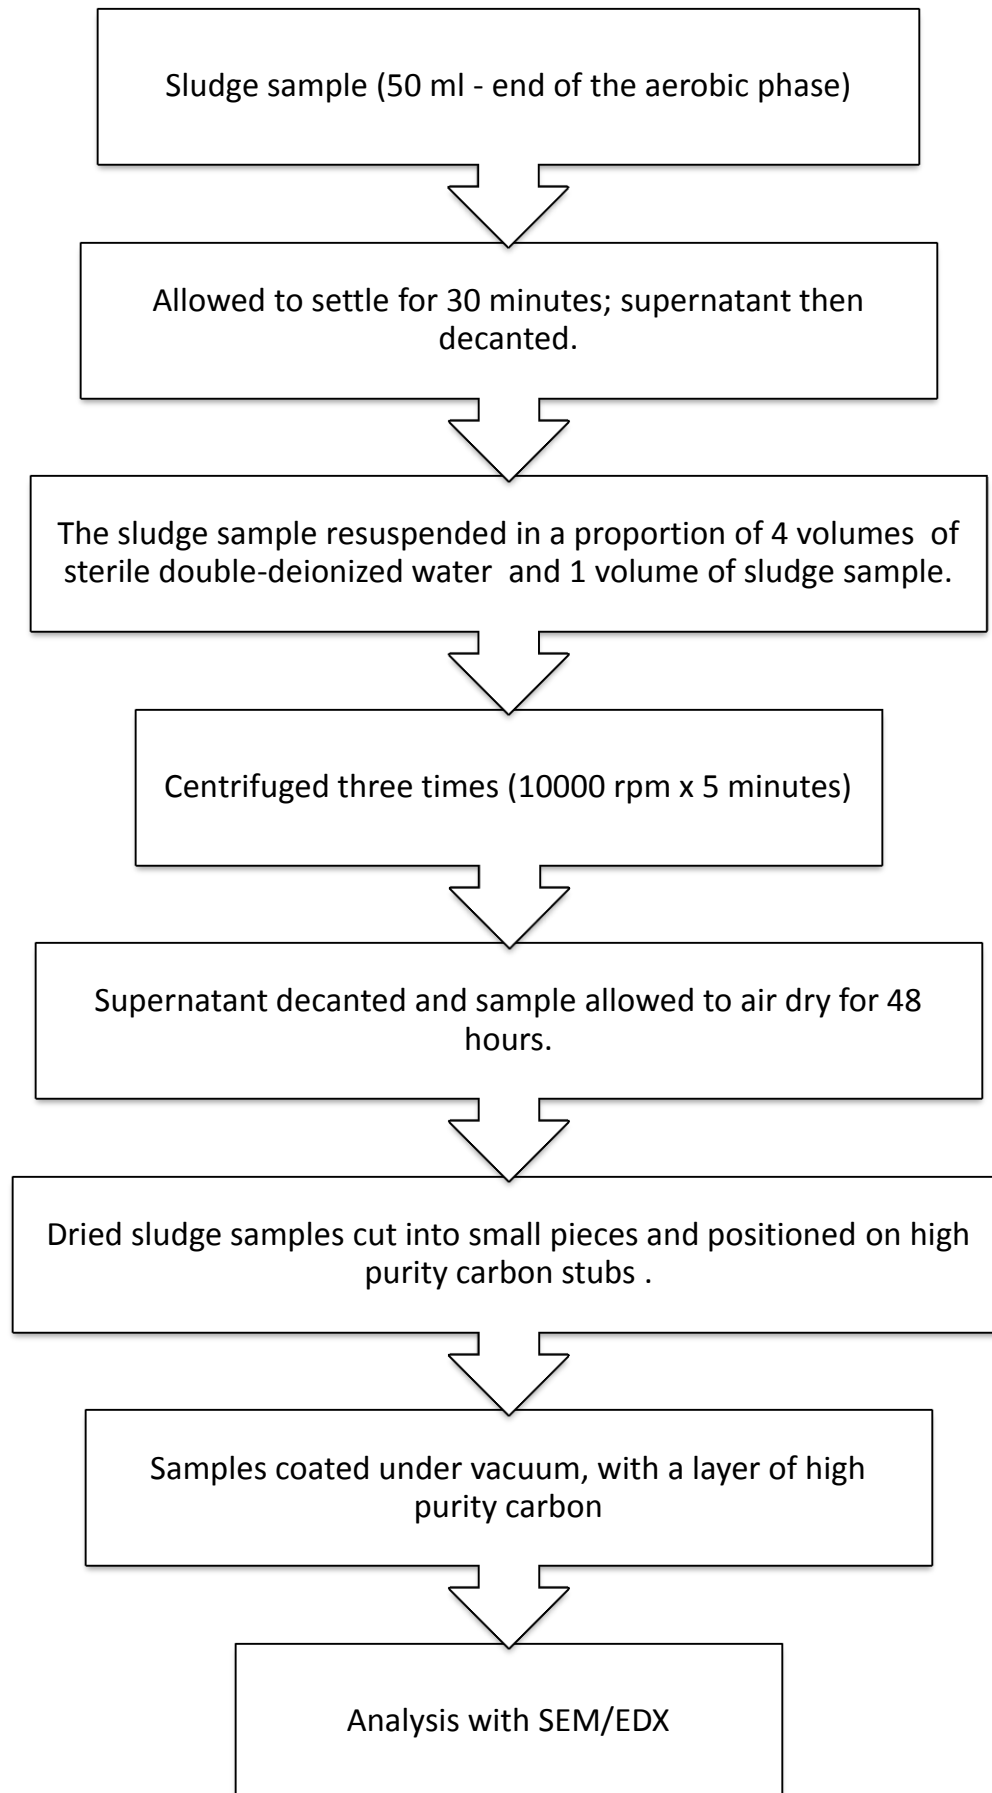 Sludge sample (50 ml - end of the aerobic phase)
Allowed to settle for 30 minutes; supernatant then
decanted.
The sludge sample resuspended in a proportion of 4 volumes  of
sterile double-deionized water  and 1 volume of sludge sample.
Centrifuged three times (10000 rpm x 5 minutes)
Supernatant decanted and sample allowed to air dry for 48
hours.
Dried sludge samples cut into small pieces and positioned on high
purity carbon stubs .
Samples coated under vacuum, with a layer of high
purity carbon
Analysis with SEM/EDX